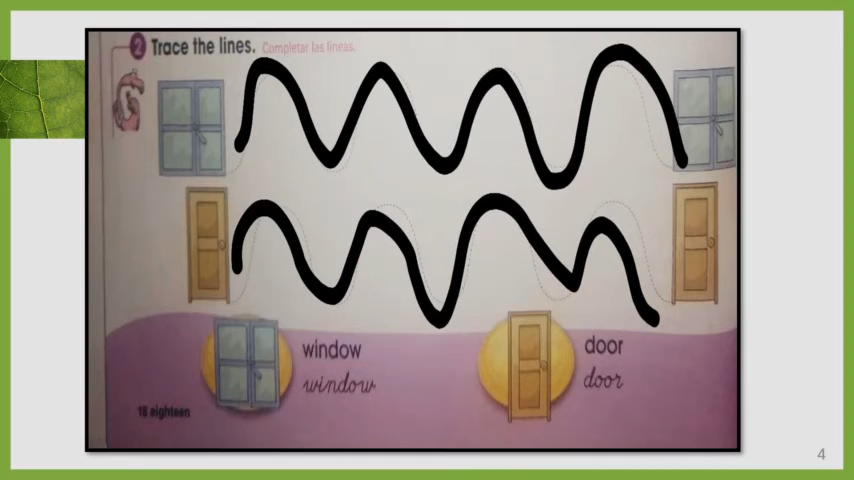 2 Trace the lines. Completar las líneas.
window
window
door
door
18 eighteen
4